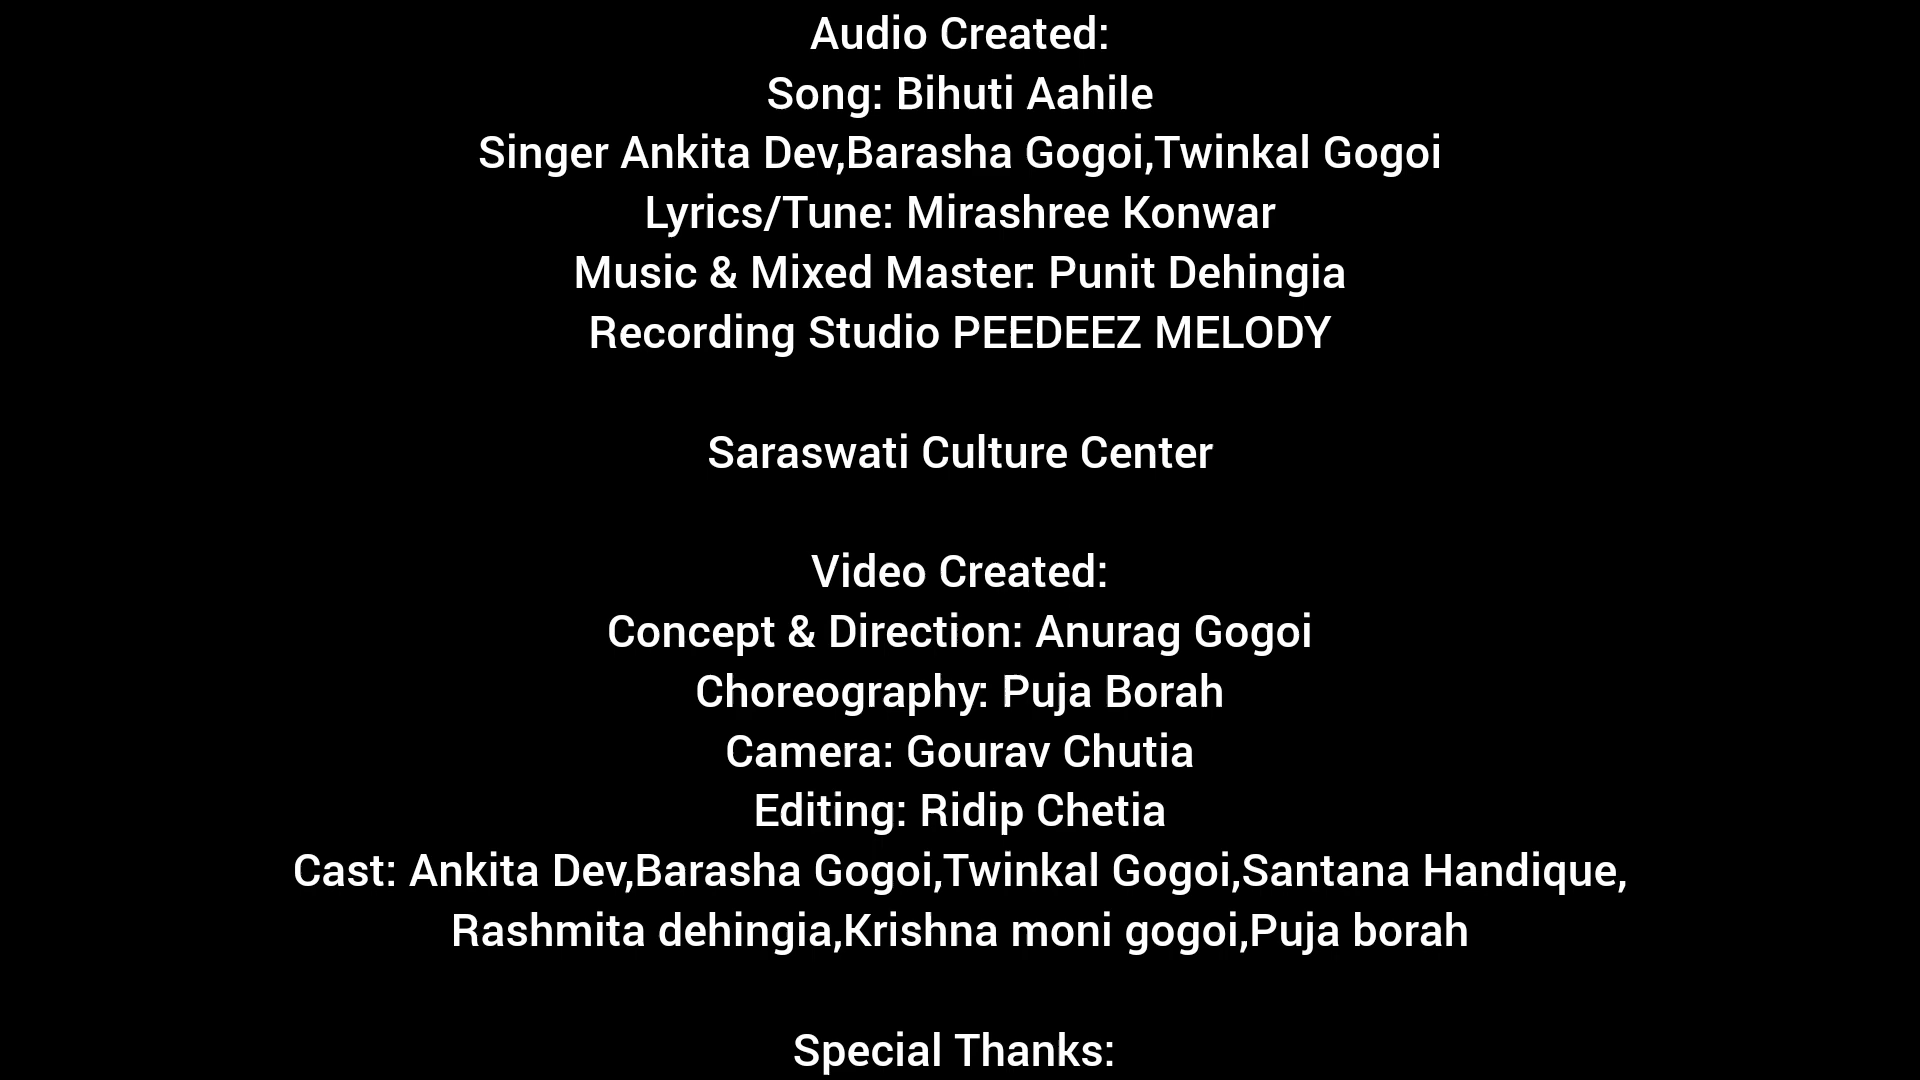 Audio Created:
Song: Bihuti Aahile
Singer Ankita Dev,Barasha Gogoi,Twinkal Gogoi
Lyrics/Tune: Mirashree Konwar
Music & Mixed Master: Punit Dehingia
Recording Studio PEEDEEZ MELODY
Saraswati Culture Center
Video Created:
Concept & Direction: Anurag Gogoi
Choreography: Puja Borah
Camera: Gourav Chutia
Editing: Ridip Chetia
Cast: Ankita Dev,Barasha Gogoi,Twinkal Gogoi,Santana Handique,
Rashmita dehingia,Krishna moni gogoi,Puja borah
Special Thanks: